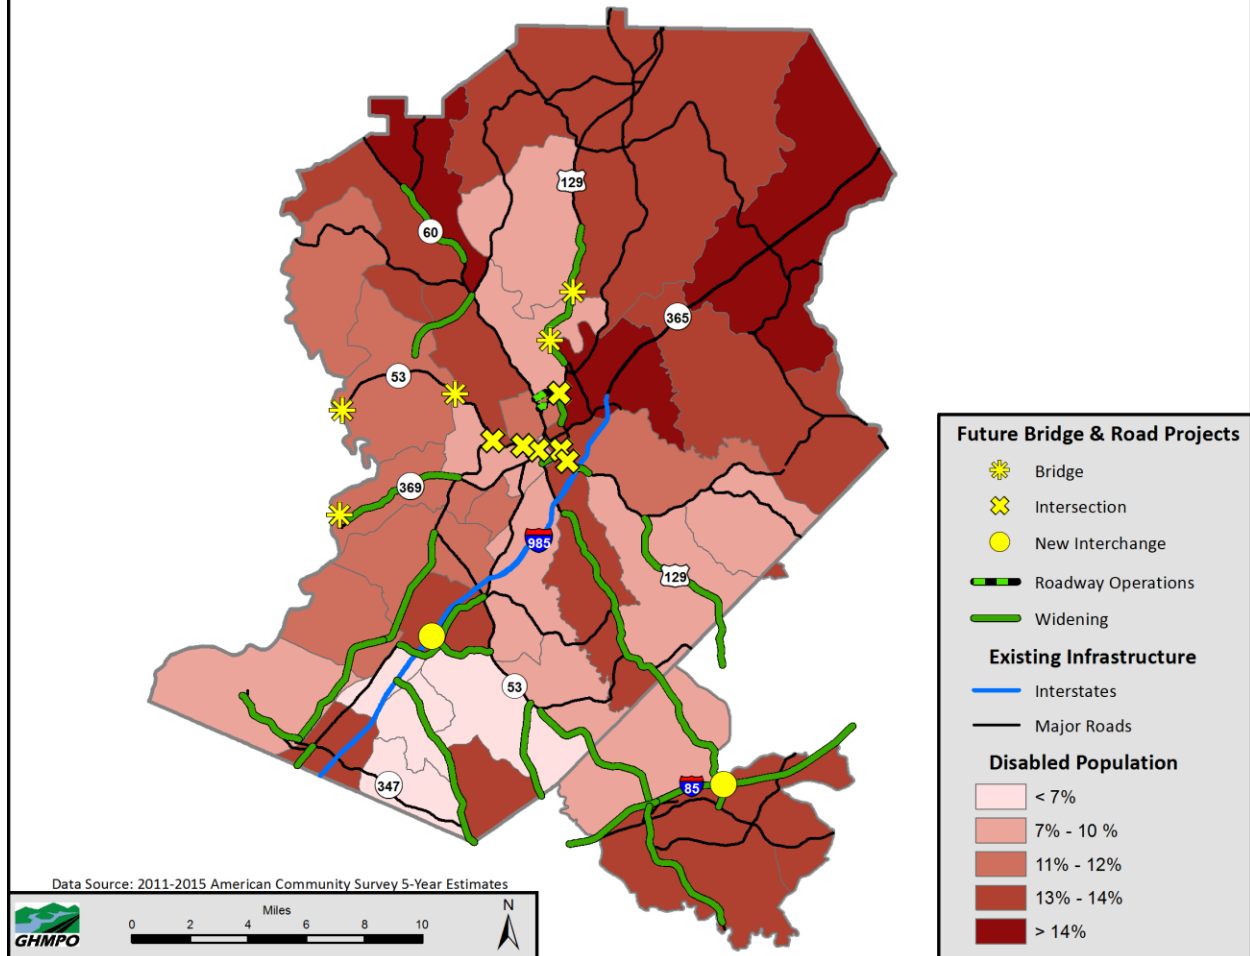 129
60
365
53
369
985
129
53
347
85
Future Bridge & Road Projects
Bridge
Intersection
New Interchange
Roadway Operations
Widening
Existing Infrastructure
Interstates
Major Roads
Disabled Population
< 7%
7% - 10 %
11% - 12%
13% - 14%
> 14%
Data Source: 2011-2015 American Community Survey 5-Year Estimates
GHMPO
Miles
0 2 4 6 8 10
N